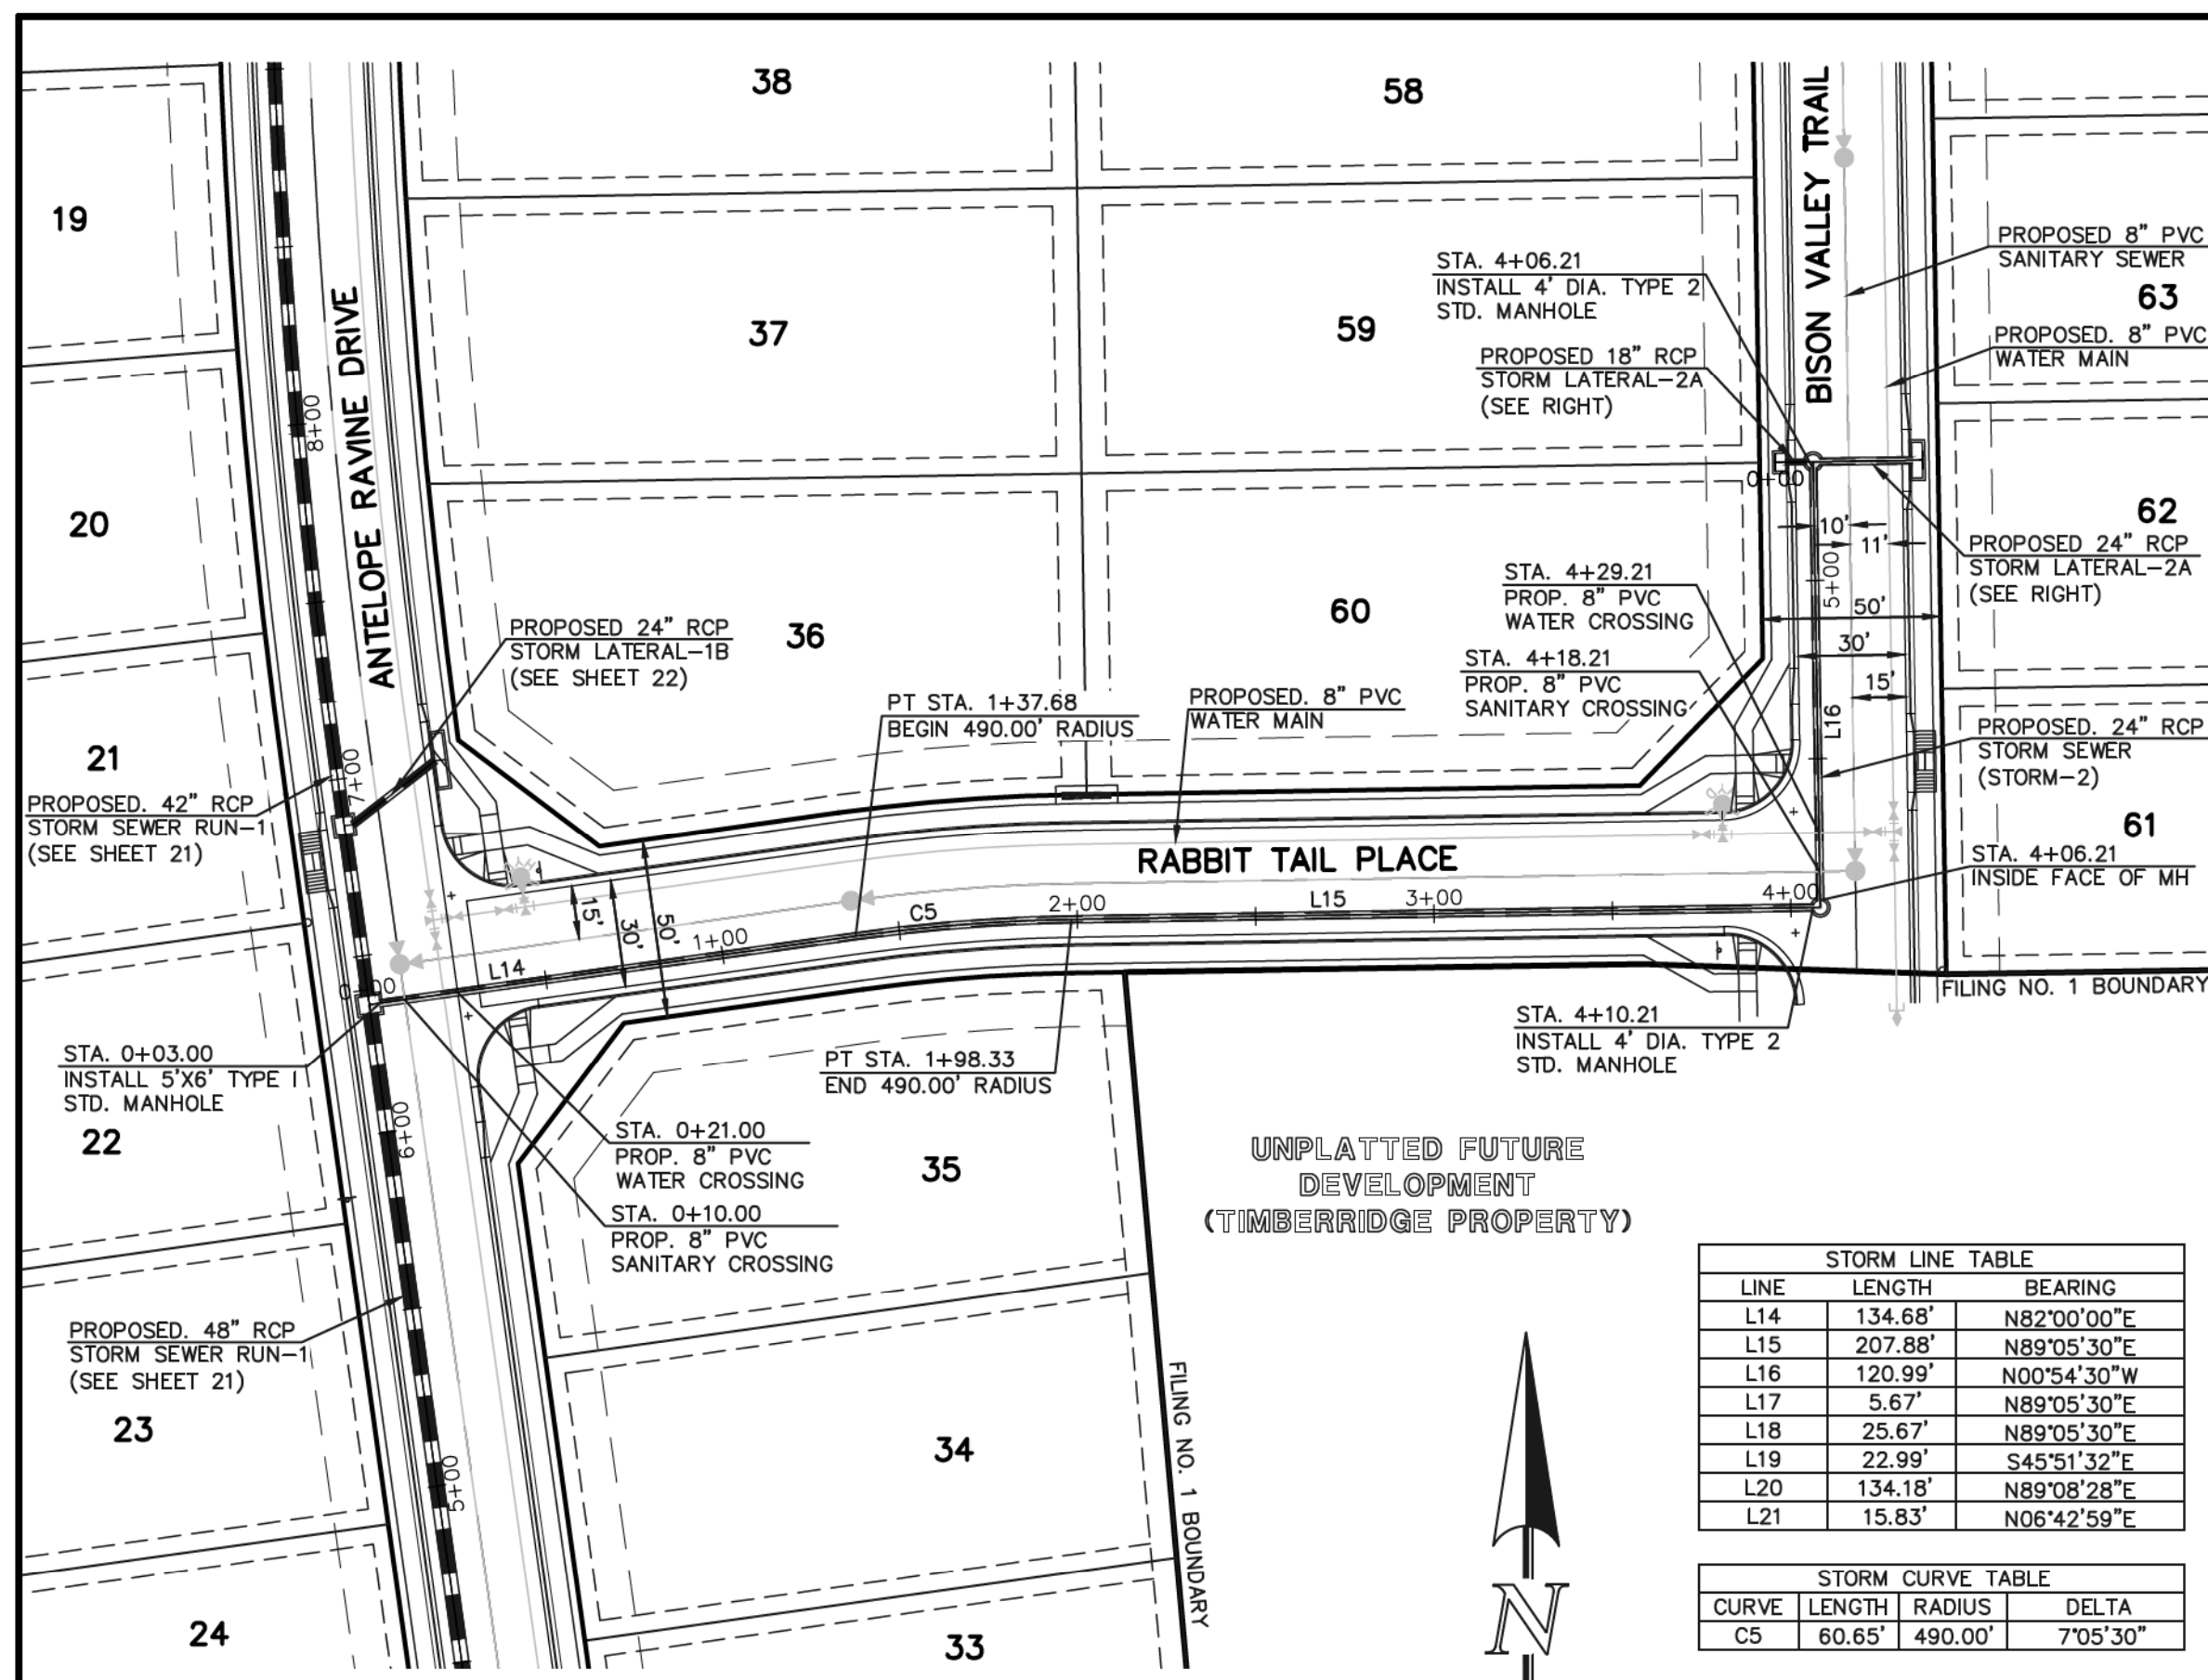 38
58
19
37
59
63
20
36
60
62
21
61
22
35
23
34
24
33
ANTELOPE RAVINE DRIVE
BISON VALLEY TRAIL
RABBIT TAIL PLACE
8+00
7+00
6+00
5+00
0+00
L14
1+00
C5
2+00
L15
3+00
4+00
L16
5+00
0+00
15'
30'
50'
10'
11'
50'
30'
15'
STA. 4+06.21
INSTALL 4' DIA. TYPE 2
STD. MANHOLE
PROPOSED 18" RCP
STORM LATERAL-2A
(SEE RIGHT)
PROPOSED 8" PVC
SANITARY SEWER
PROPOSED. 8" PVC
WATER MAIN
PROPOSED 24" RCP
STORM LATERAL-2A
(SEE RIGHT)
STA. 4+29.21
PROP. 8" PVC
WATER CROSSING
STA. 4+18.21
PROP. 8" PVC
SANITARY CROSSING
PROPOSED 24" RCP
STORM LATERAL-1B
(SEE SHEET 22)
PT STA. 1+37.68
BEGIN 490.00' RADIUS
PROPOSED. 8" PVC
WATER MAIN
PROPOSED. 24" RCP
STORM SEWER
(STORM-2)
PROPOSED. 42" RCP
STORM SEWER RUN-1
(SEE SHEET 21)
STA. 4+06.21
INSIDE FACE OF MH
FILING NO. 1 BOUNDARY
STA. 0+03.00
INSTALL 5'X6' TYPE I
STD. MANHOLE
PT STA. 1+98.33
END 490.00' RADIUS
STA. 4+10.21
INSTALL 4' DIA. TYPE 2
STD. MANHOLE
STA. 0+21.00
PROP. 8" PVC
WATER CROSSING
STA. 0+10.00
PROP. 8" PVC
SANITARY CROSSING
UNPLATTED FUTURE
DEVELOPMENT
(TIMBERRIDGE PROPERTY)
PROPOSED. 48" RCP
STORM SEWER RUN-1
(SEE SHEET 21)
FILING NO. 1 BOUNDARY
N
STORM LINE TABLE
LINE LENGTH BEARING
L14 134.68' N82°00'00"E
L15 207.88' N89°05'30"E
L16 120.99' N00°54'30"W
L17 5.67' N89°05'30"E
L18 25.67' N89°05'30"E
L19 22.99' S45°51'32"E
L20 134.18' N89°08'28"E
L21 15.83' N06°42'59"E
STORM CURVE TABLE
CURVE LENGTH RADIUS DELTA
C5 60.65' 490.00' 7°05'30"